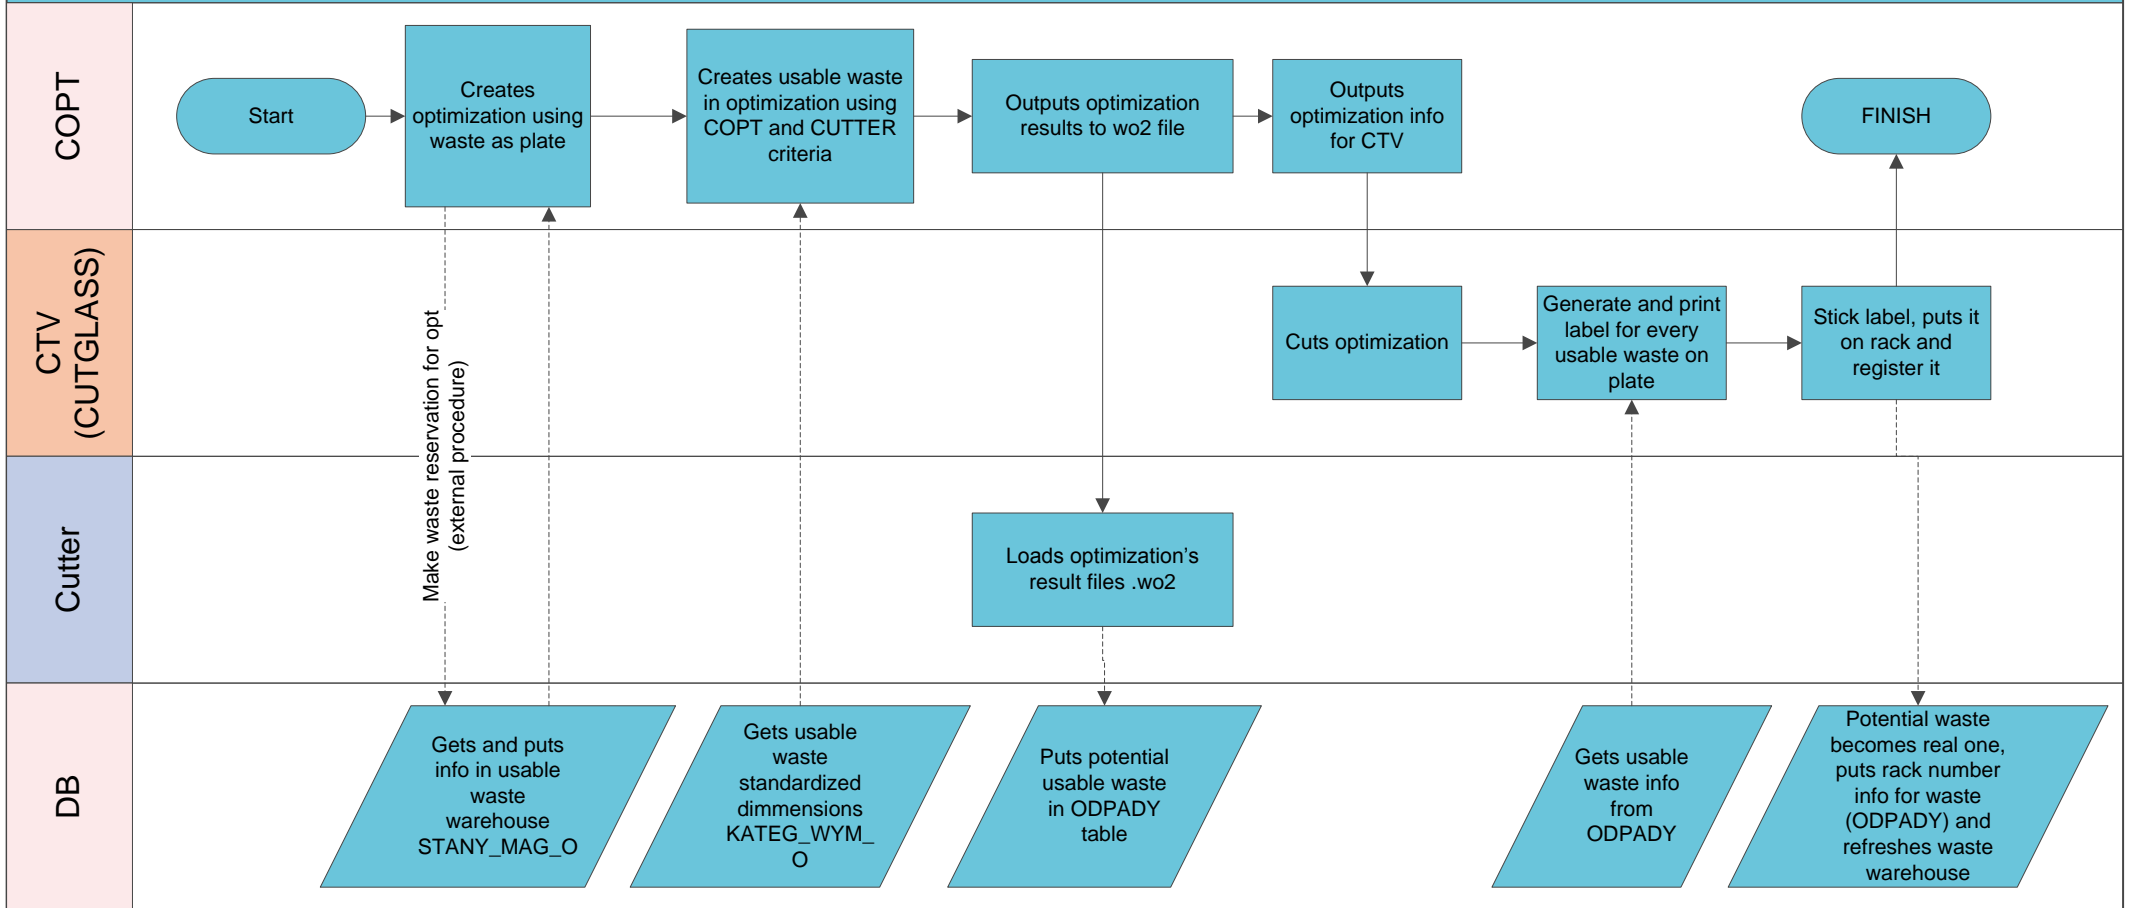 COPT
Start
Creates
optimization using
waste as plate
Creates usable waste
in optimization using
COPT and CUTTER
criteria
Outputs optimization
results to wo2 file
Outputs
optimization info
for CTV
FINISH
CTV
(CUTGLASS)
Make waste reservation for opt
(external procedure)
Cuts optimization
Generate and print
label for every
usable waste on
plate
Stick label, puts it
on rack and
register it
Cutter
Loads optimization’s
result files .wo2
DB
Gets and puts
info in usable
waste
warehouse
STANY_MAG_O
Gets usable
waste
standardized
dimmensions
KATEG_WYM_
O
Puts potential
usable waste
in ODPADY
table
Gets usable
waste info
from
ODPADY
Potential waste
becomes real one,
puts rack number
info for waste
(ODPADY) and
refreshes waste
warehouse